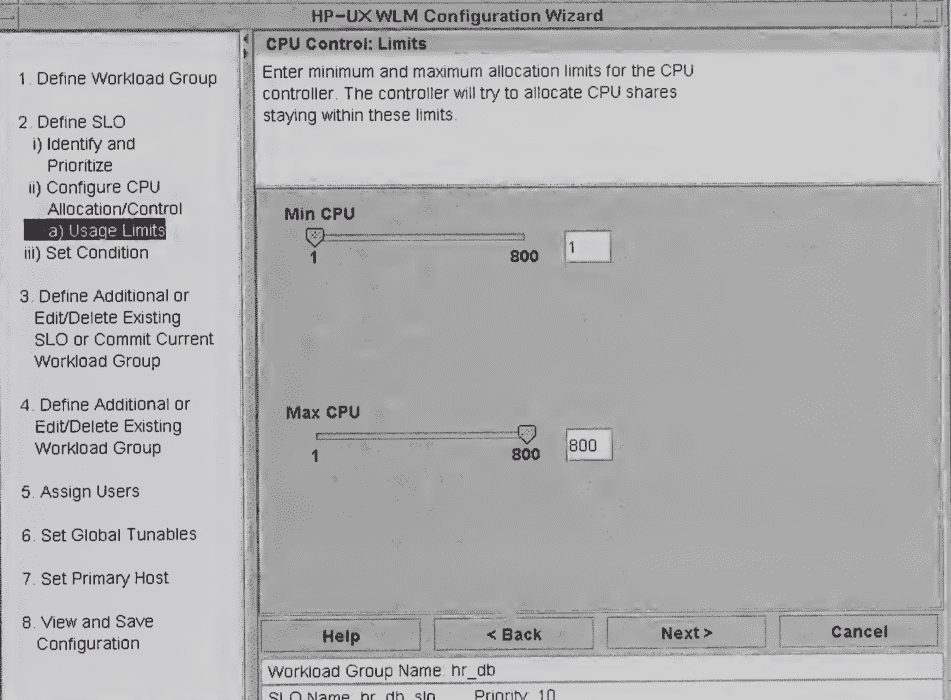 HP-UX WLM Configuration Wizard
1. Define Workload Group
2. Define SLO
i) Identify and
Prioritize
ii) Configure CPU
Allocation/Control
a) Usage Limits
iii) Set Condition
3. Define Additional or
Edit/Delete Existing
SLO or Commit Current
Workload Group
4. Define Additional or
Edit/Delete Existing
Workload Group
5. Assign Users
6. Set Global Tunables
7. Set Primary Host
8. View and Save
Configuration
CPU Control: Limits
Enter minimum and maximum allocation limits for the CPU
controller. The controller will try to allocate CPU shares
staying within these limits.
Min CPU
1
1 800
Max CPU
800
1 800
Help < Back Next > Cancel
Workload Group Name: hr_db
SLO Name: hr_db_slo Priority: 10